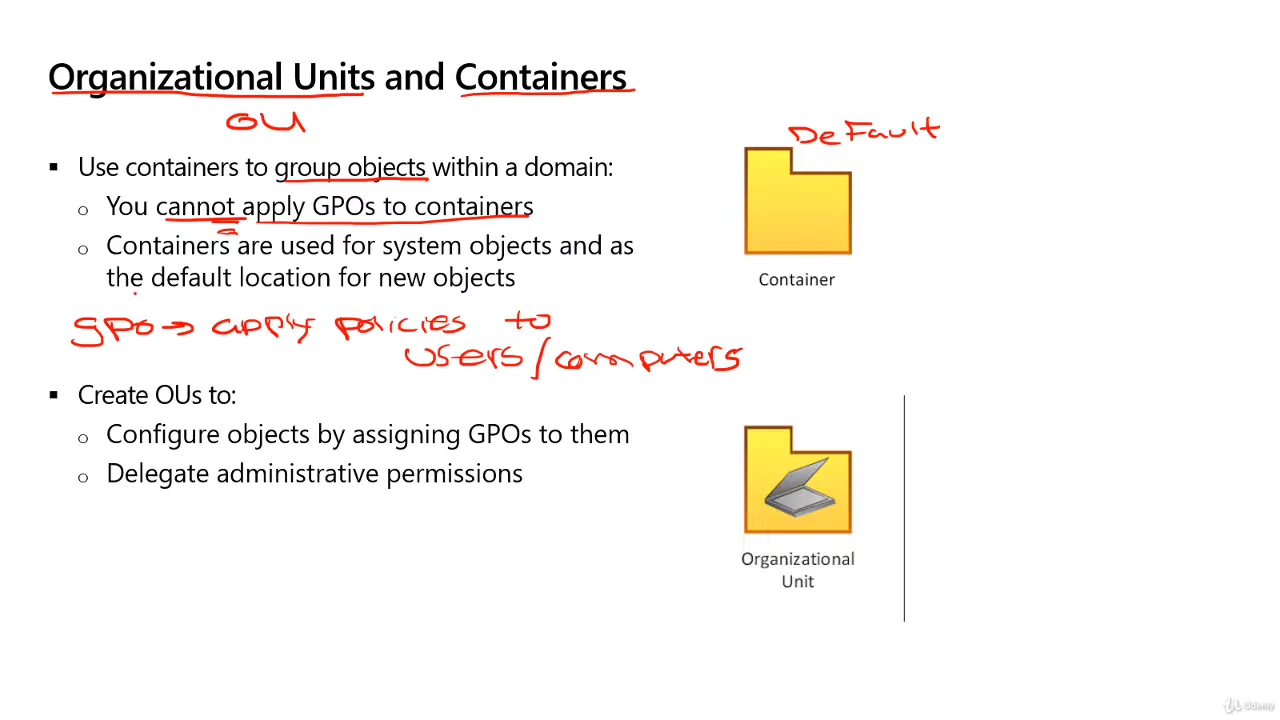 Organizational Units and Containers
OU
DeFault
▪ Use containers to group objects within a domain:
o You cannot apply GPOs to containers
o Containers are used for system objects and as
the default location for new objects
Container
gpo → apply policies to
users/computers
▪ Create OUs to:
o Configure objects by assigning GPOs to them
o Delegate administrative permissions
Organizational
Unit
Udemy